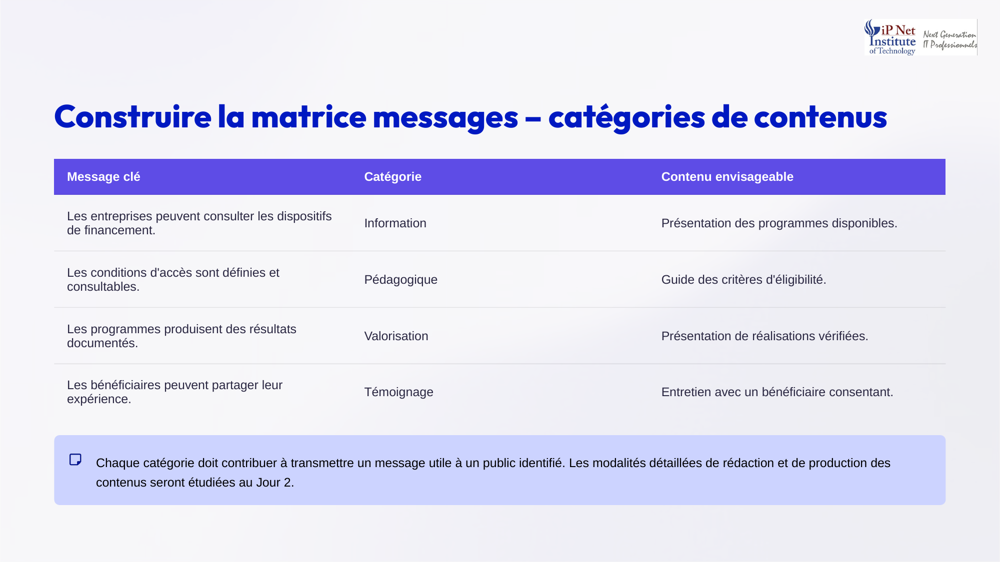 iP Net
Institute
of Technology
Next Generation
IT Professionnels
Construire la matrice messages – catégories de contenus
Message clé
Catégorie
Contenu envisageable
Les entreprises peuvent consulter les dispositifs
de financement.
Information
Présentation des programmes disponibles.
Les conditions d'accès sont définies et
consultables.
Pédagogique
Guide des critères d'éligibilité.
Les programmes produisent des résultats
documentés.
Valorisation
Présentation de réalisations vérifiées.
Les bénéficiaires peuvent partager leur
expérience.
Témoignage
Entretien avec un bénéficiaire consentant.
Chaque catégorie doit contribuer à transmettre un message utile à un public identifié. Les modalités détaillées de rédaction et de production des
contenus seront étudiées au Jour 2.